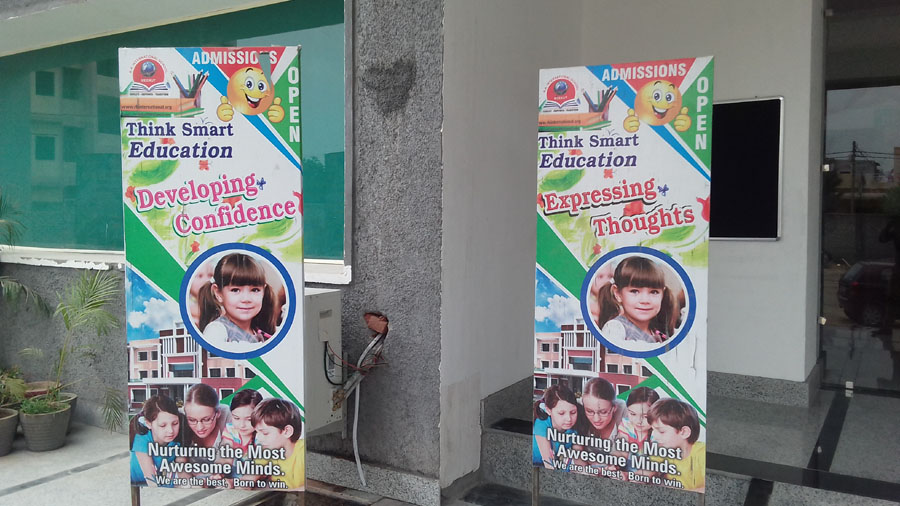 ADMISSIONS
OPEN
Think Smart
Education
Developing
Confidence
Nurturing the Most
Awesome Minds.
We are the best, Born to win.
ADMISSIONS
OPEN
Think Smart
Education
Expressing
Thoughts
Nurturing the Most
Awesome Minds.
We are the best, Born to win.